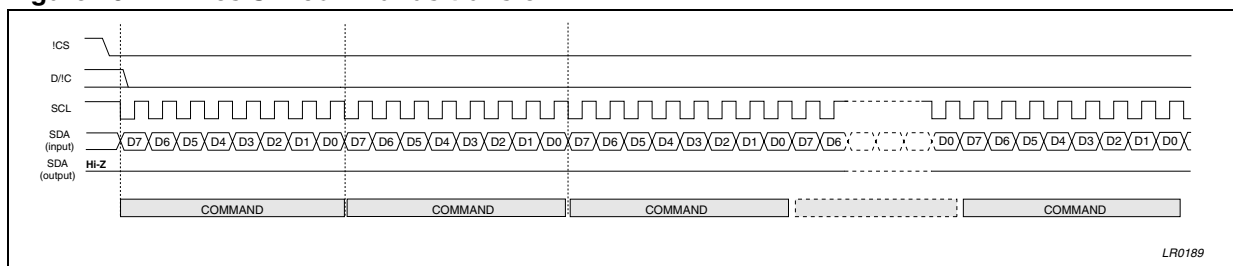 !CS
D/!C
SCL
SDA (input) D7 D6 D5 D4 D3 D2 D1 D0 D7 D6 D5 D4 D3 D2 D1 D0 D7 D6 D5 D4 D3 D2 D1 D0 D7 D6 D0 D7 D6 D5 D4 D3 D2 D1 D0
SDA (output) Hi-Z
COMMAND COMMAND COMMAND COMMAND
LR0189